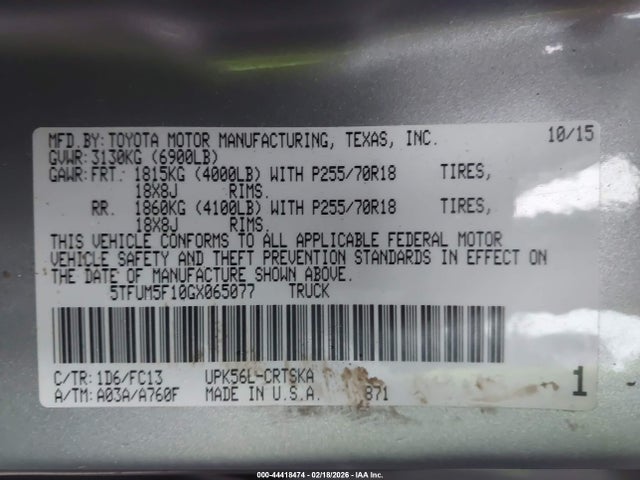 MFD.BY:TOYOTA MOTOR MANUFACTURING, TEXAS, INC. 10/15
GVWR:3130KG (6900LB)
GAWR:FRT. 1815KG (4000LB) WITH P255/70R18 TIRES,
18X8J RIMS.
RR. 1860KG (4100LB) WITH P255/70R18 TIRES,
18X8J RIMS.
THIS VEHICLE CONFORMS TO ALL APPLICABLE FEDERAL MOTOR
VEHICLE SAFETY AND THEFT PREVENTION STANDARDS IN EFFECT ON
THE DATE OF MANUFACTURE SHOWN ABOVE.
5TFUM5F10GX065077 TRUCK
C/TR:1D6/FC13 UPK56L-CRTSKA
A/TM:A03A/A760F MADE IN U.S.A. 871 1
000-44418474 - 02/18/2026 - IAA Inc.